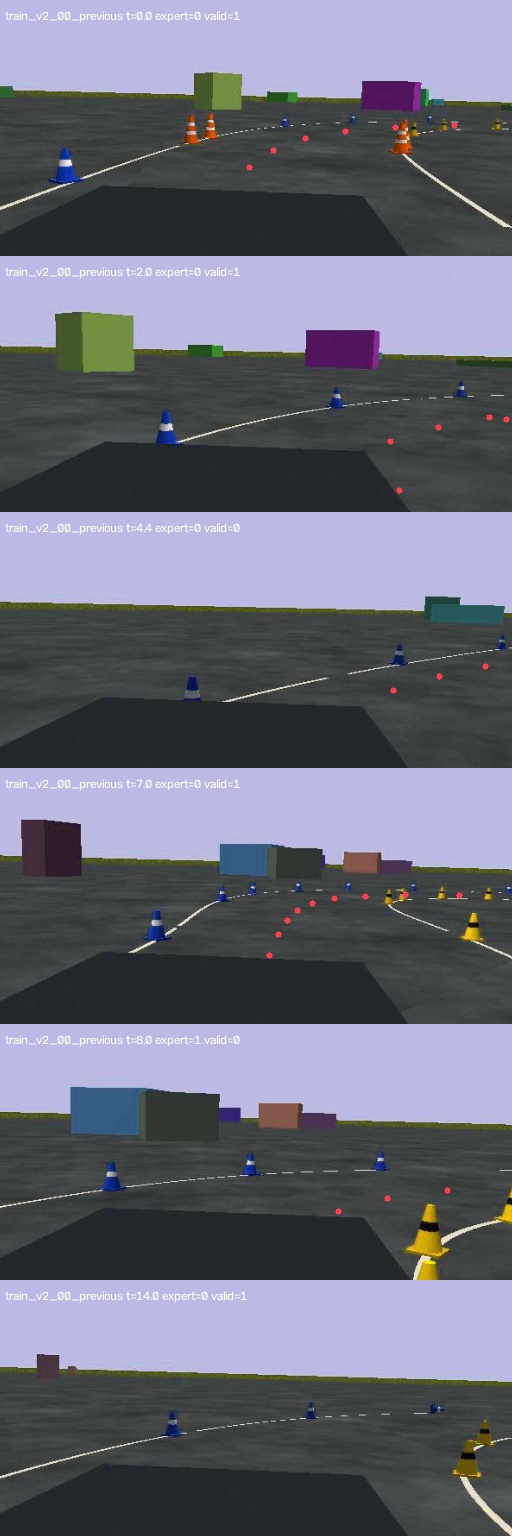 train_v2_00_previous t=0.0 expert=0 valid=1
train_v2_00_previous t=2.0 expert=0 valid=1
train_v2_00_previous t=4.4 expert=0 valid=0
train_v2_00_previous t=7.0 expert=0 valid=1
train_v2_00_previous t=8.0 expert=1 valid=0
train_v2_00_previous t=14.0 expert=0 valid=1